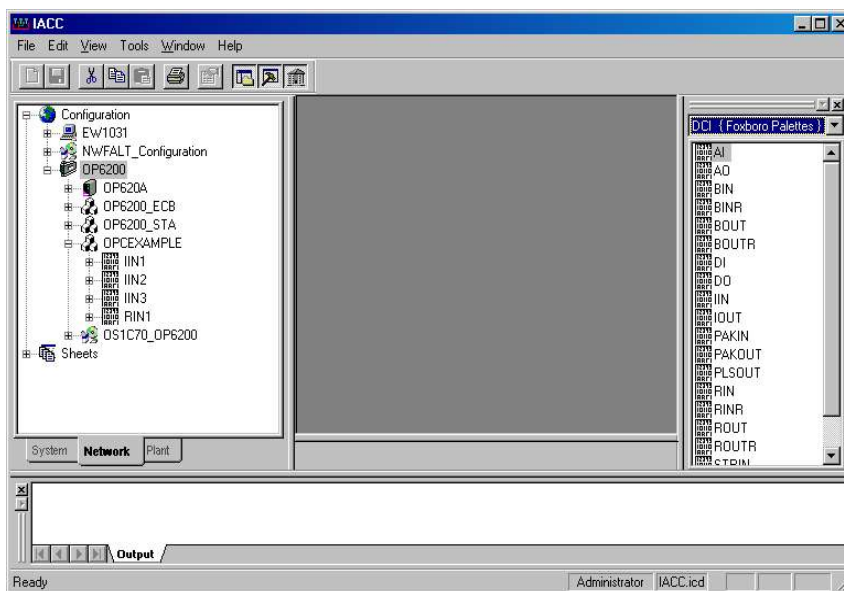 IACC
File Edit View Tools Window Help
Configuration
EW1031
NWFALT_Configuration
OP6200
OP620A
OP6200_ECB
OP6200_STA
OPCEXAMPLE
IIN1
IIN2
IIN3
RIN1
OS1C70_OP6200
Sheets
System Network Plant
DCI { Foxboro Palettes }
AI
AO
BIN
BINR
BOUT
BOUTR
DI
DO
IIN
IOUT
PAKIN
PAKOUT
PLSOUT
RIN
RINR
ROUT
ROUTR
STRIN
Output
Ready
Administrator IACC.icd